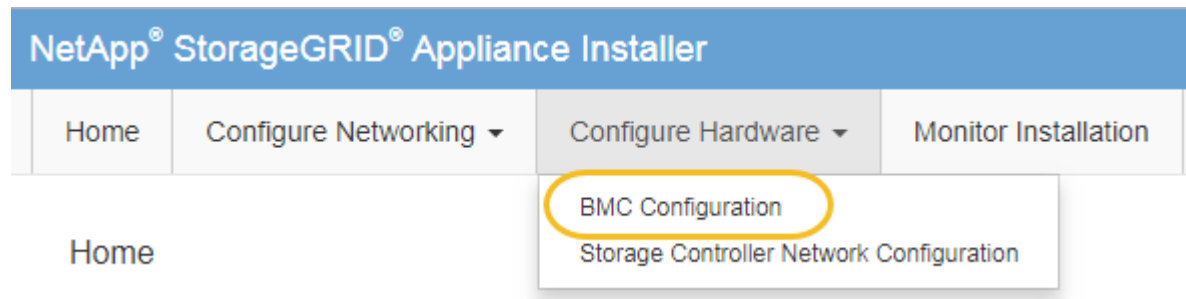 NetApp® StorageGRID® Appliance Installer
Home Configure Networking Configure Hardware Monitor Installation
BMC Configuration
Storage Controller Network Configuration
Home